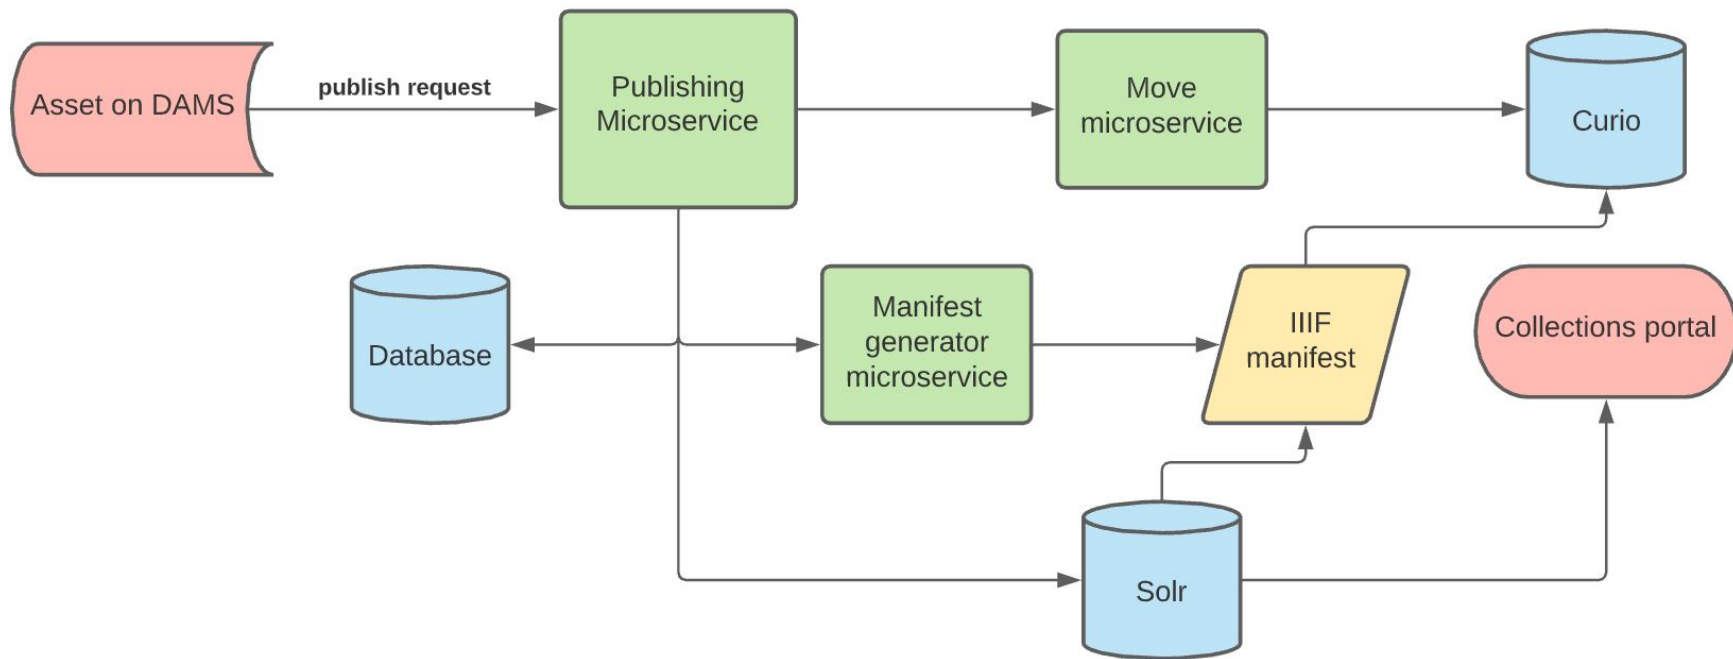 Asset on DAMS
publish request
Publishing
Microservice
Move
microservice
Curio
Database
Manifest
generator
microservice
IIIF
manifest
Collections portal
Solr